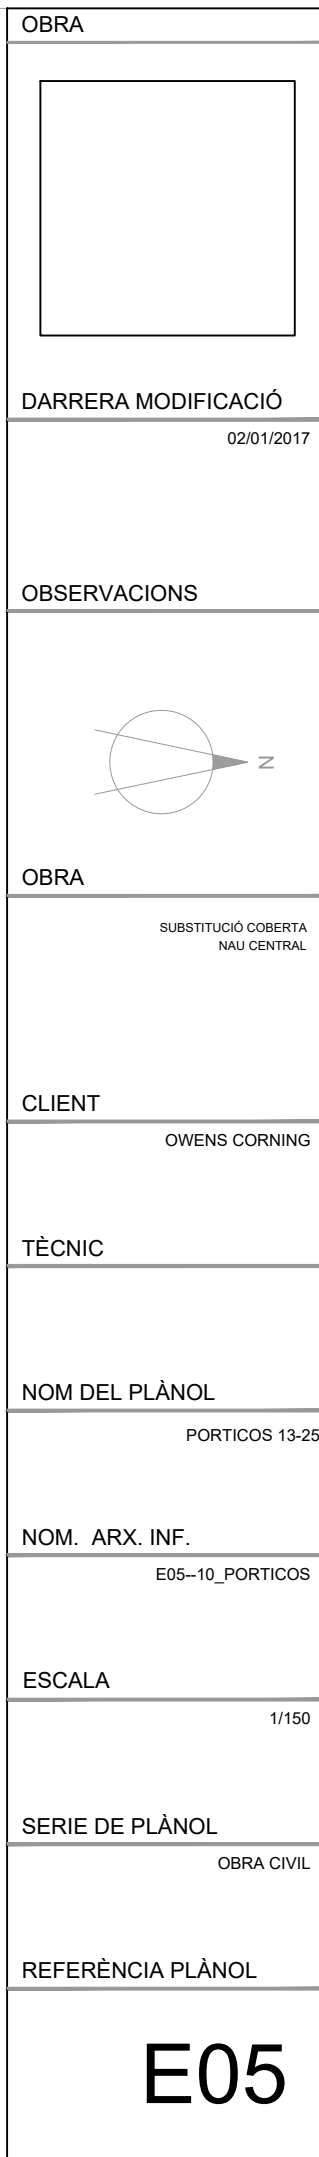 OBRA
DARRERA MODIFICACIÓ
02/01/2017
OBSERVACIONS
N
OBRA
SUBSTITUCIÓ COBERTA
NAU CENTRAL
CLIENT
OWENS CORNING
TÈCNIC
NOM DEL PLÀNOL
PORTICOS 13-25
NOM. ARX. INF.
E05--10_PORTICOS
ESCALA
1/150
SERIE DE PLÀNOL
OBRA CIVIL
REFERÈNCIA PLÀNOL
E05